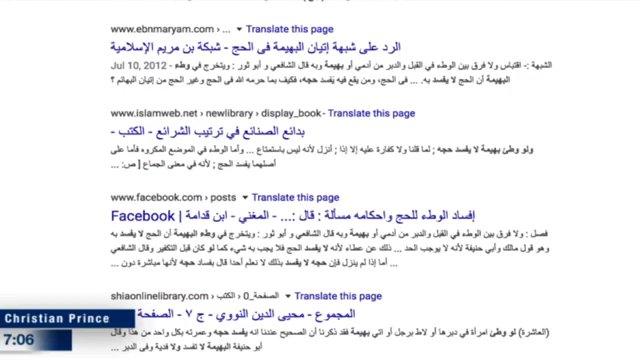 www.ebnmaryam.com › ... ▼ Translate this page
الرد على شبهة إتيان البهيمة فى الحج - شبكة بن مريم الإسلامية
Jul 10, 2012 - الشبهة :- اقتباس ولا فرق بين الوطء في القبل والدبر من آدمي أو بهيمة وبه قال الشافعي و أبو ثور : ويتخرج في وطء
البهيمة أن الحج لا يفسد به. ... فى الحج، ومن يقع فيه يَفسد حجه، فكيف بما حرمه الله فى الحج وغير الحج من إتيان البهائم ؟
www.islamweb.net › newlibrary › display_book - Translate this page
بدائع الصنائع في ترتيب الشرائع - الكتب -
ولو وطئ بهيمة لا يفسد حجه ; لما قلنا ولا كفارة عليه إلا إذا ; أنزل لأنه ليس باستمتاع ... وأما الوطء في الموضع المكروه فأما على
أصلهما يفسد الحج ; لأنه في معنى الجماع [ ص: ...
www.facebook.com › posts ▼ Translate this page
إفساد الوطء للحج واحكامه مسألة : قال :... - المغني - ابن قدامة | Facebook
فصل : ولا فرق بين الوطء في القبل والدبر من آدمي أو بهيمة وبه قال الشافعي و أبو ثور : ويتخرج في وطء البهيمة أن الحج لا يفسد به
وهو قول مالك وأبي حنيفة لأنه لا يوجب الحد ... ذلك عن عطاء لأنه لا يفسد الحج فلا يجب به شيء كما لو كان قبل التكفير وقال الشافعي
... أما إذا لم ينزل فإن حجه لا يفسد بذلك لا نعلم أحدا قال بفساد حجه لأنها مباشرة دون ...
shiaonlinelibrary.com › الكتب › الصفحة_0 ▼ Translate this page
المجموع - محيى الدين النووي - ج ٧ - الصفحة
(العاشرة) لو وطئ امرأة في دبرها أو لاط برجل أو اتي بهيمة فقد ذكرنا أن الصحيح عندنا انه يفسد حجه وعمرته بكل واحد من هذا وقال
أبو حنيفة البهيمة لا تفسد ولا فدية وفى الدبر ...
Christian Prince
7:06